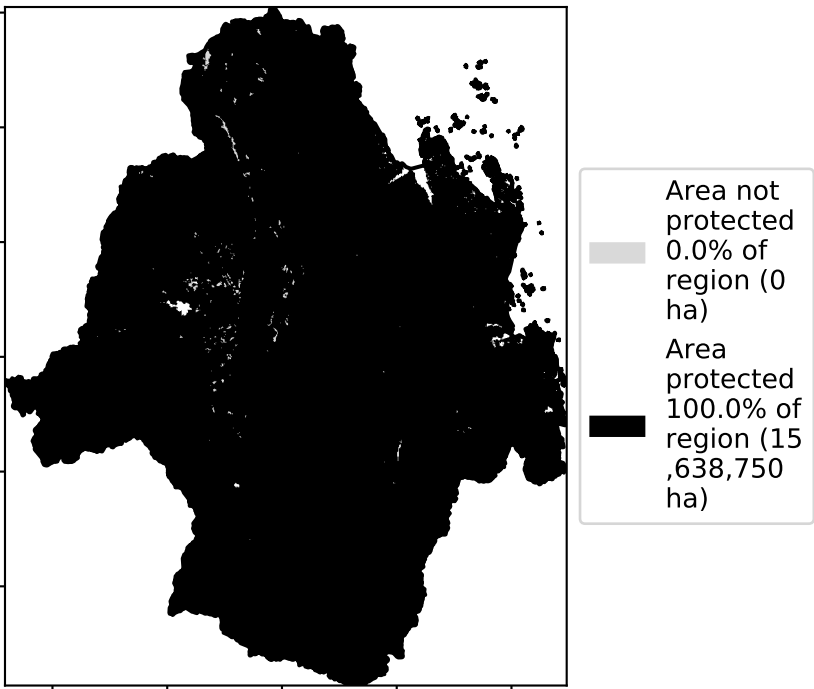 Area not
protected
0.0% of
region (0
ha)
Area
protected
100.0% of
region (15
,638,750
ha)